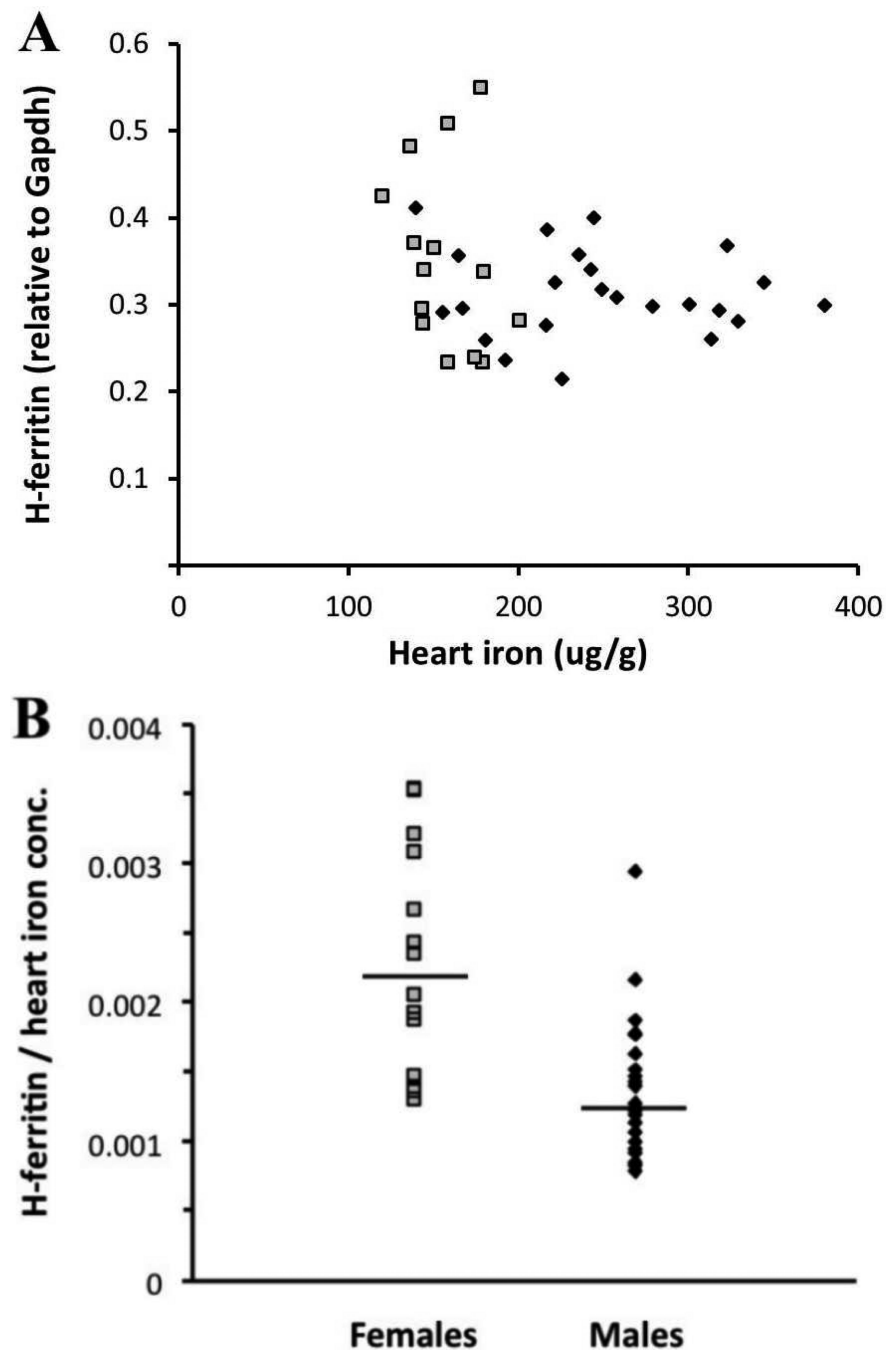 A
H-ferritin (relative to Gapdh)
0.6
0.5
0.4
0.3
0.2
0.1
0 100 200 300 400
Heart iron (ug/g)
B
H-ferritin / heart iron conc.
0.004
0.003
0.002
0.001
0
Females Males